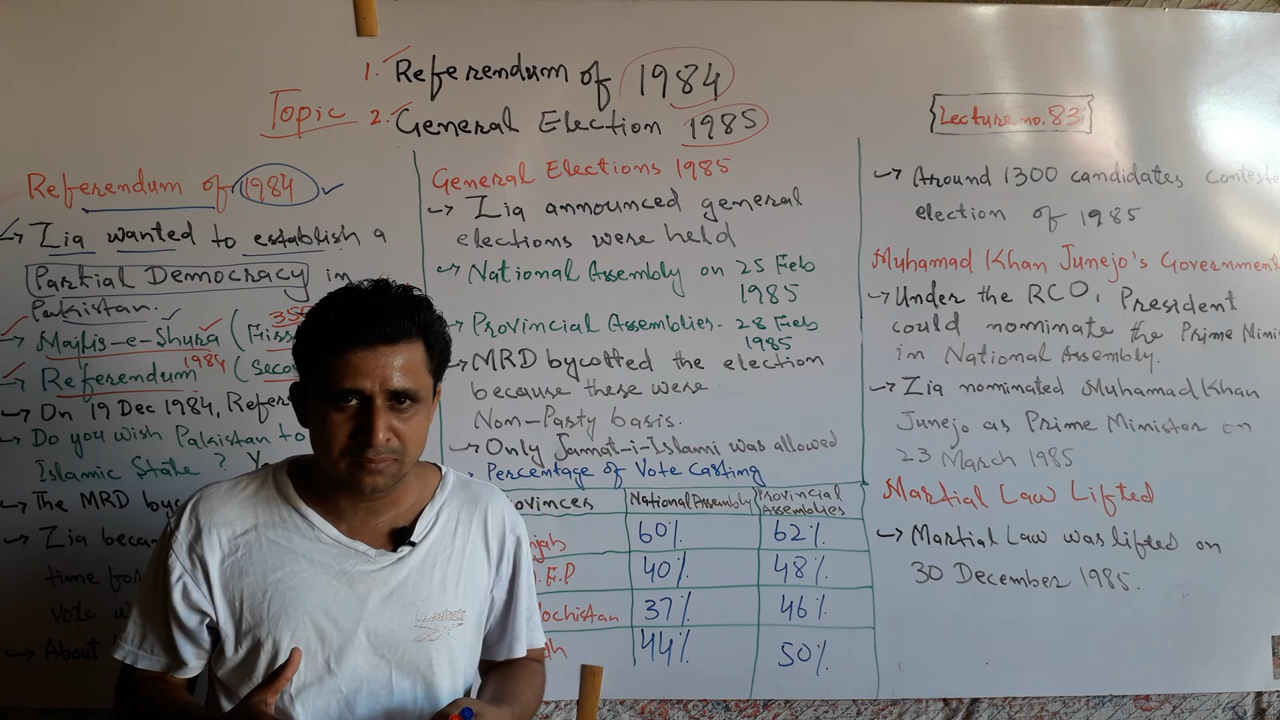 1. Referendum of 1984
Topic 2. General Election 1985
Lecture no. 83
Referendum of 1984
→ Zia wanted to establish a
Partial Democracy in
Pakistan.
→ Majlis-e-Shura (
→ Referendum 1984 (
→ On 19 Dec 1984,
→ Do you wish Pakistan to
Islamic State?
→ The MRD
→ Zia
time for
vote
→ About
General Elections 1985
→ Zia announced general
elections were held
→ National Assembly on 25 Feb
1985
→ Provincial Assemblies. 28 Feb
1985
→ MRD bycotted the election
because these were
Non-Party basis.
→ Only Jamat-i-Islami was allowed
Percentage of Vote Casting
National Assembly Provincial Assemblies
60% 62%
40% 48%
37% 46%
44% 50%
→ Around 1300 candidates
election of 1985
Muhamad Khan Junejo's Government
→ Under the RCO, President
could nominate the Prime
in National Assembly.
→ Zia nominated Muhamad Khan
Junejo as Prime Minister on
23 March 1985
Martial Law Lifted
→ Martial Law was lifted on
30 December 1985.